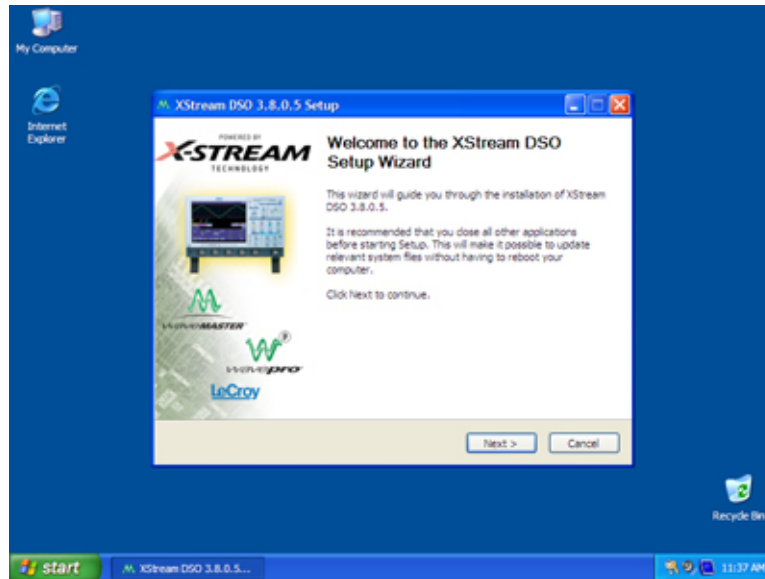 My Computer
Internet
Explorer
XStream DSO 3.8.0.5 Setup
POWERED BY
X-STREAM
TECHNOLOGY
Welcome to the XStream DSO
Setup Wizard
This wizard will guide you through the installation of XStream
DSO 3.8.0.5.
It is recommended that you close all other applications
before starting Setup. This will make it possible to update
relevant system files without having to reboot your
computer.
Click Next to continue.
WAVEMASTER
wavepro
LeCroy
Next >
Cancel
Recycle Bin
start
XStream DSO 3.8.0.5...
11:37 AM